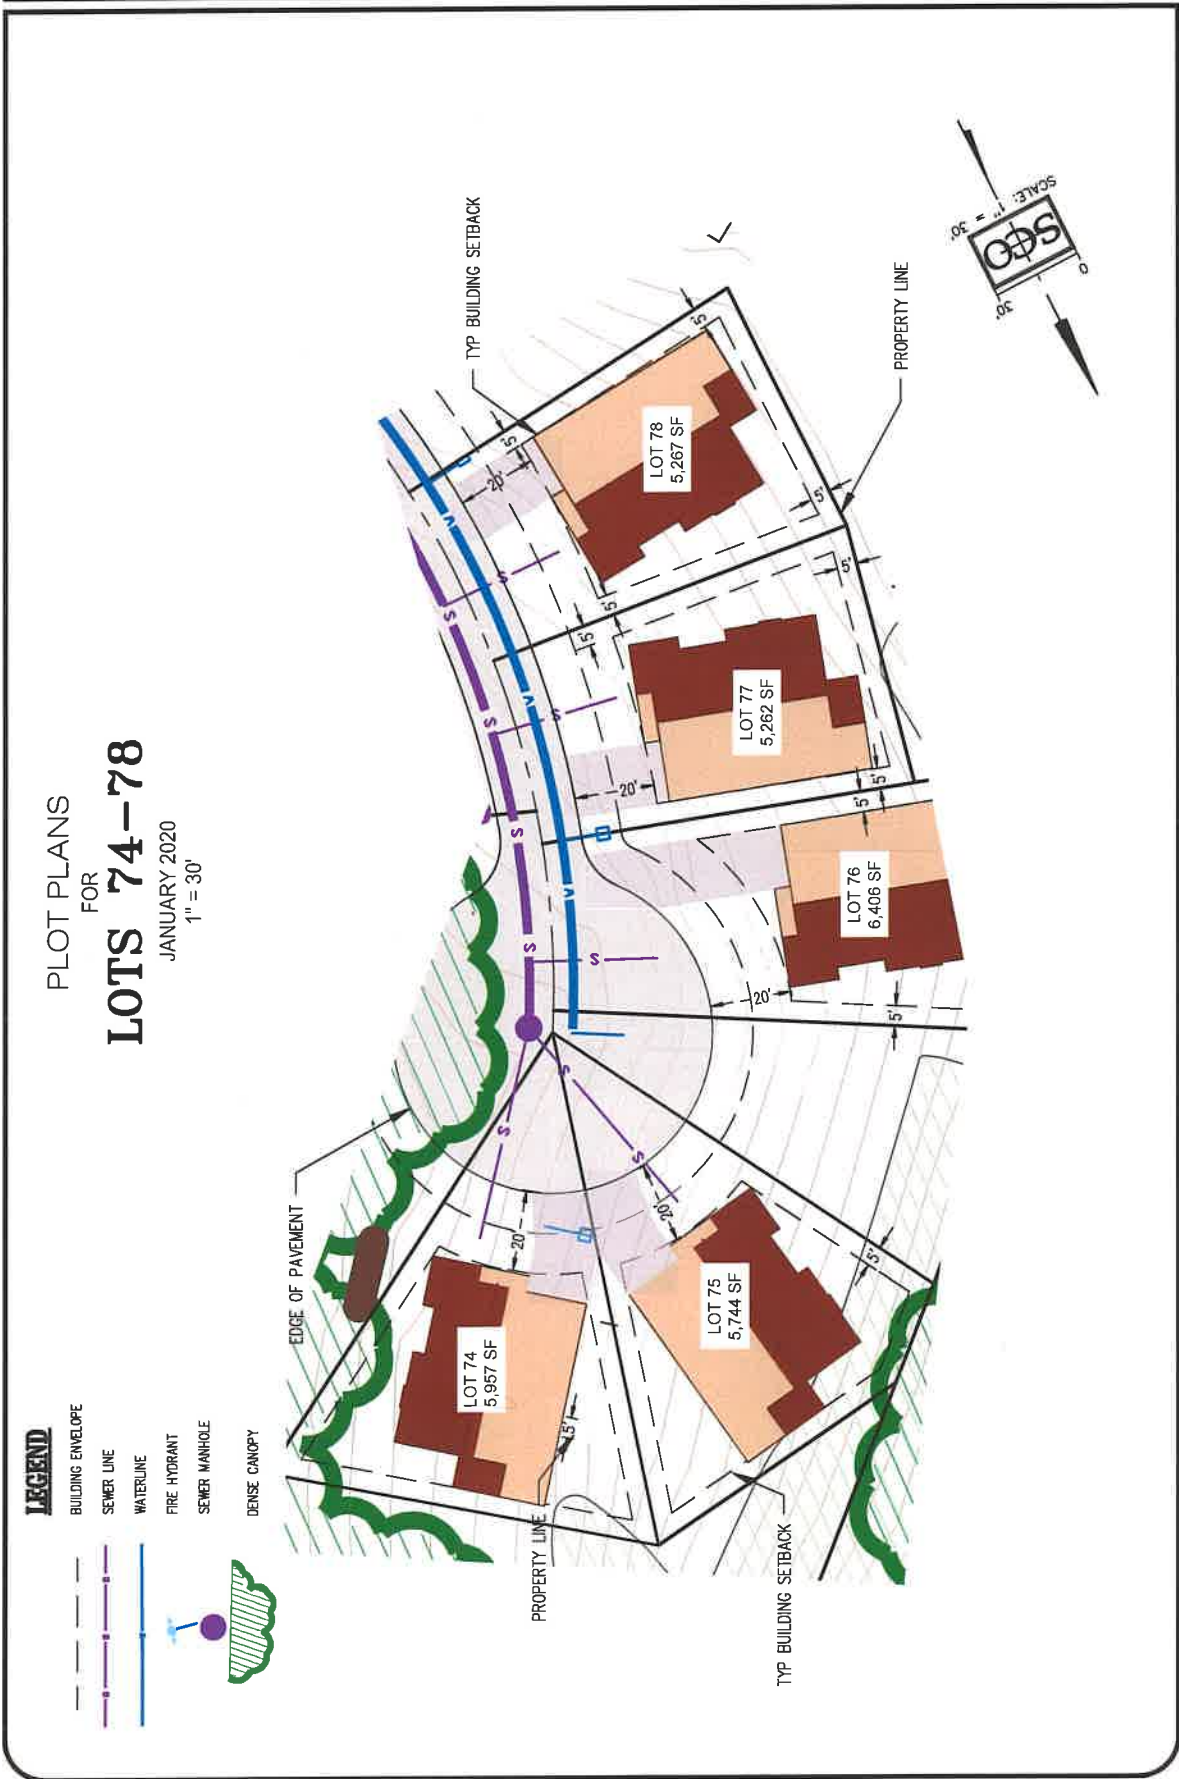 PLOT PLANS
FOR
LOTS 74-78
JANUARY 2020
1" = 30'
LEGEND
BUILDING ENVELOPE
SEWER LINE
WATERLINE
FIRE HYDRANT
SEWER MANHOLE
DENSE CANOPY
EDGE OF PAVEMENT
PROPERTY LINE
TYP BUILDING SETBACK
LOT 74
5,957 SF
20'
15'
LOT 75
5,744 SF
20'
5'
LOT 76
6,406 SF
20'
5'
5'
LOT 77
5,262 SF
20'
5'
5'
5'
LOT 78
5,267 SF
20'
5'
5'
5'
5'
S
S
S
S
S
S
S
S
S
S
TYP BUILDING SETBACK
PROPERTY LINE
SCO
SCALE: 1" = 30'
0
30'